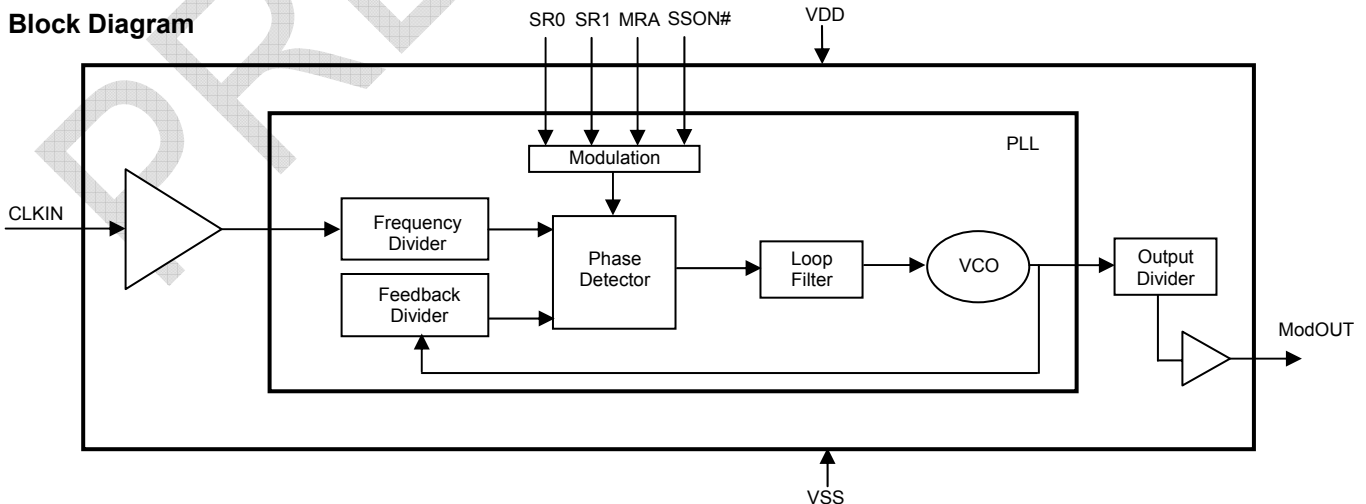 Block Diagram
SR0 SR1 MRA SSON#
VDD
PLL
Modulation
CLKIN
Frequency
Divider
Phase
Detector
Loop
Filter
VCO
Output
Divider
Feedback
Divider
ModOUT
VSS